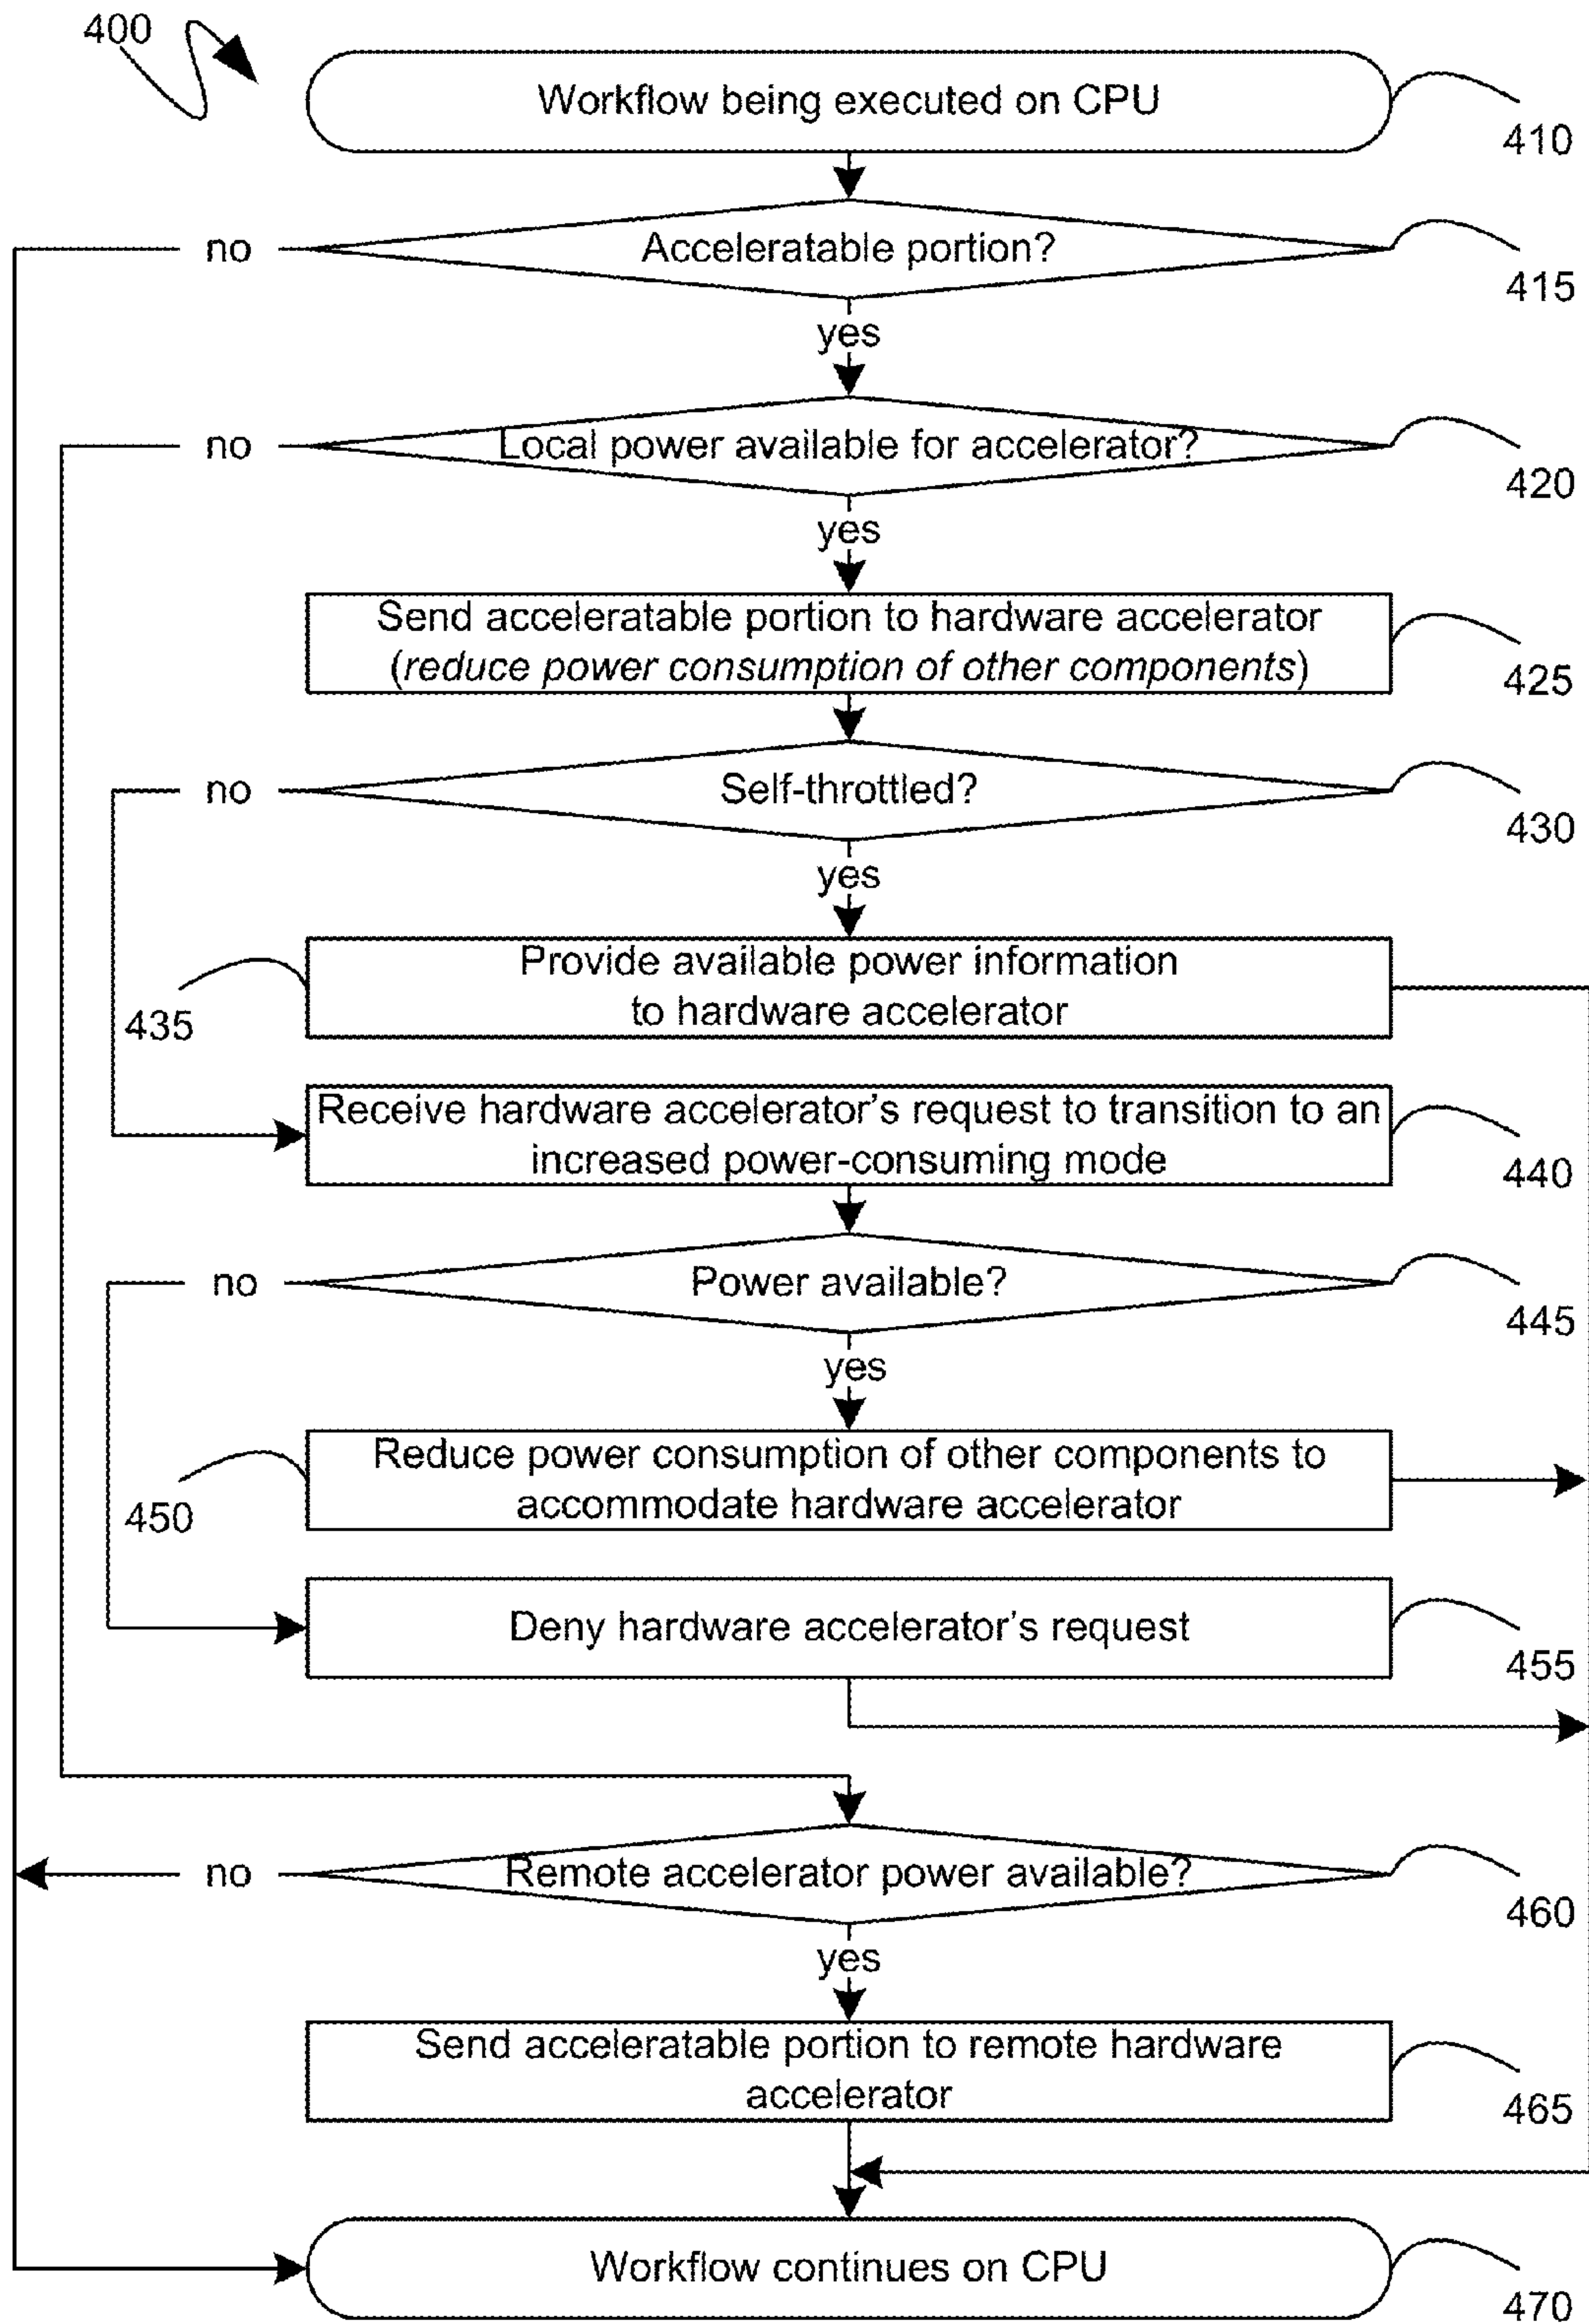 400
Workflow being executed on CPU
410
no
Acceleratable portion?
415
yes
no
Local power available for accelerator?
420
yes
Send acceleratable portion to hardware accelerator
(reduce power consumption of other components)
425
no
Self-throttled?
430
yes
Provide available power information
to hardware accelerator
435
Receive hardware accelerator's request to transition to an
increased power-consuming mode
440
no
Power available?
445
yes
Reduce power consumption of other components to
accommodate hardware accelerator
450
Deny hardware accelerator's request
455
no
Remote accelerator power available?
460
yes
Send acceleratable portion to remote hardware
accelerator
465
Workflow continues on CPU
470